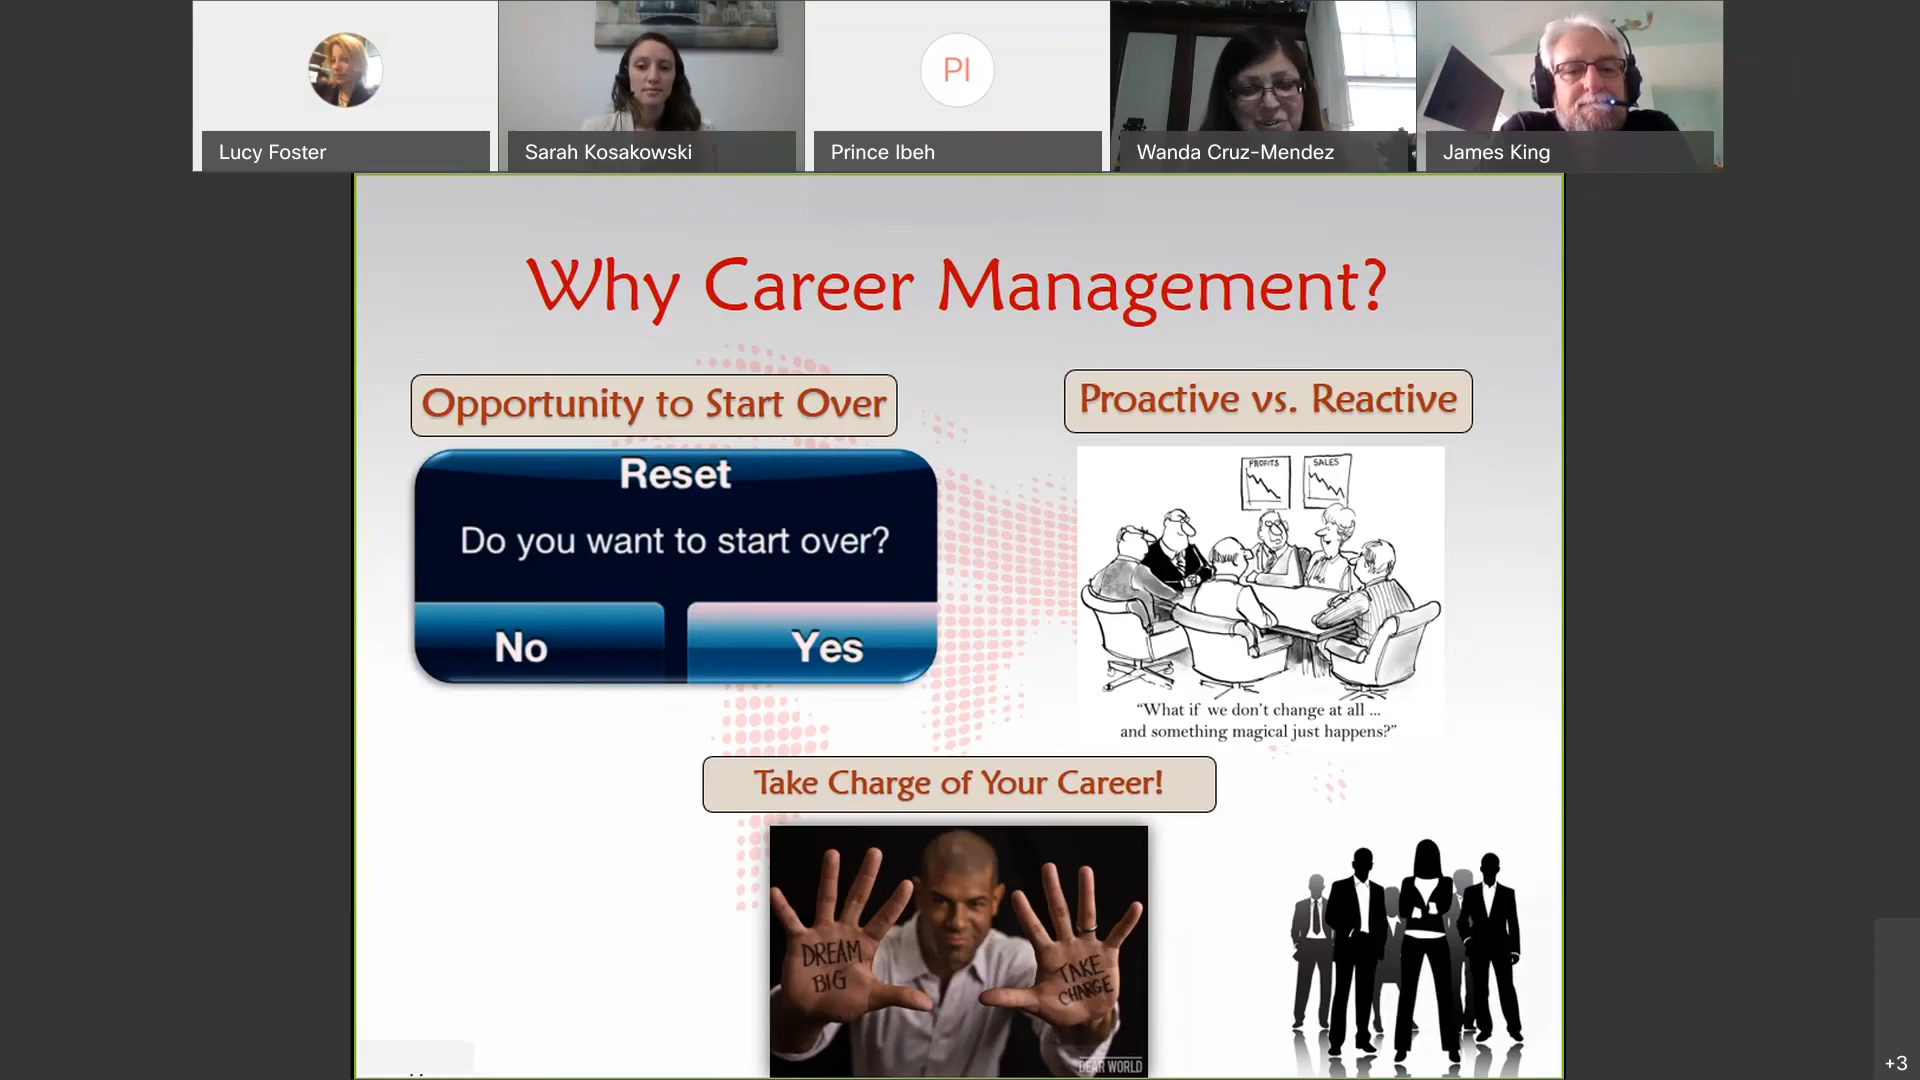 PI
Lucy Foster
Sarah Kosakowski
Prince Ibeh
Wanda Cruz-Mendez
James King
Why Career Management?
Opportunity to Start Over
Proactive vs. Reactive
Reset
Do you want to start over?
No
Yes
PROFITS
SALES
“What if we don’t change at all ...
and something magical just happens?”
Take Charge of Your Career!
DREAM
BIG
TAKE
CHARGE
DEAR WORLD
+3